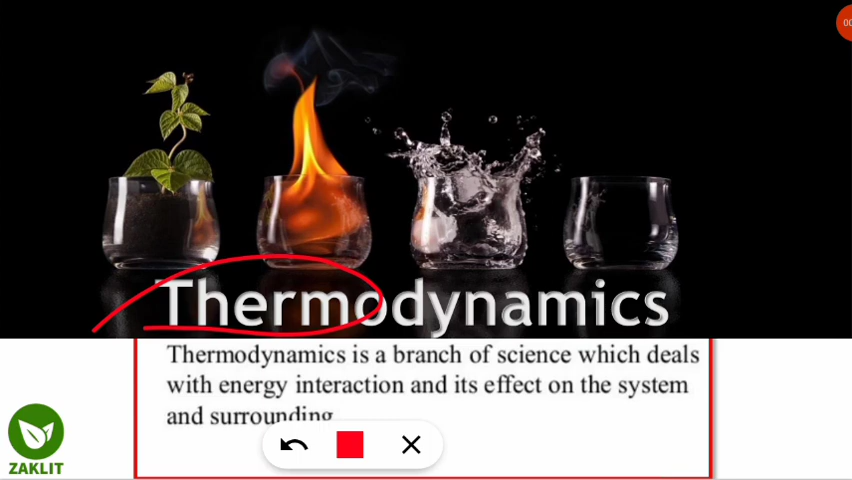 00
Thermodynamics
Thermodynamics is a branch of science which deals
with energy interaction and its effect on the system
and surrounding
ZAKLIT